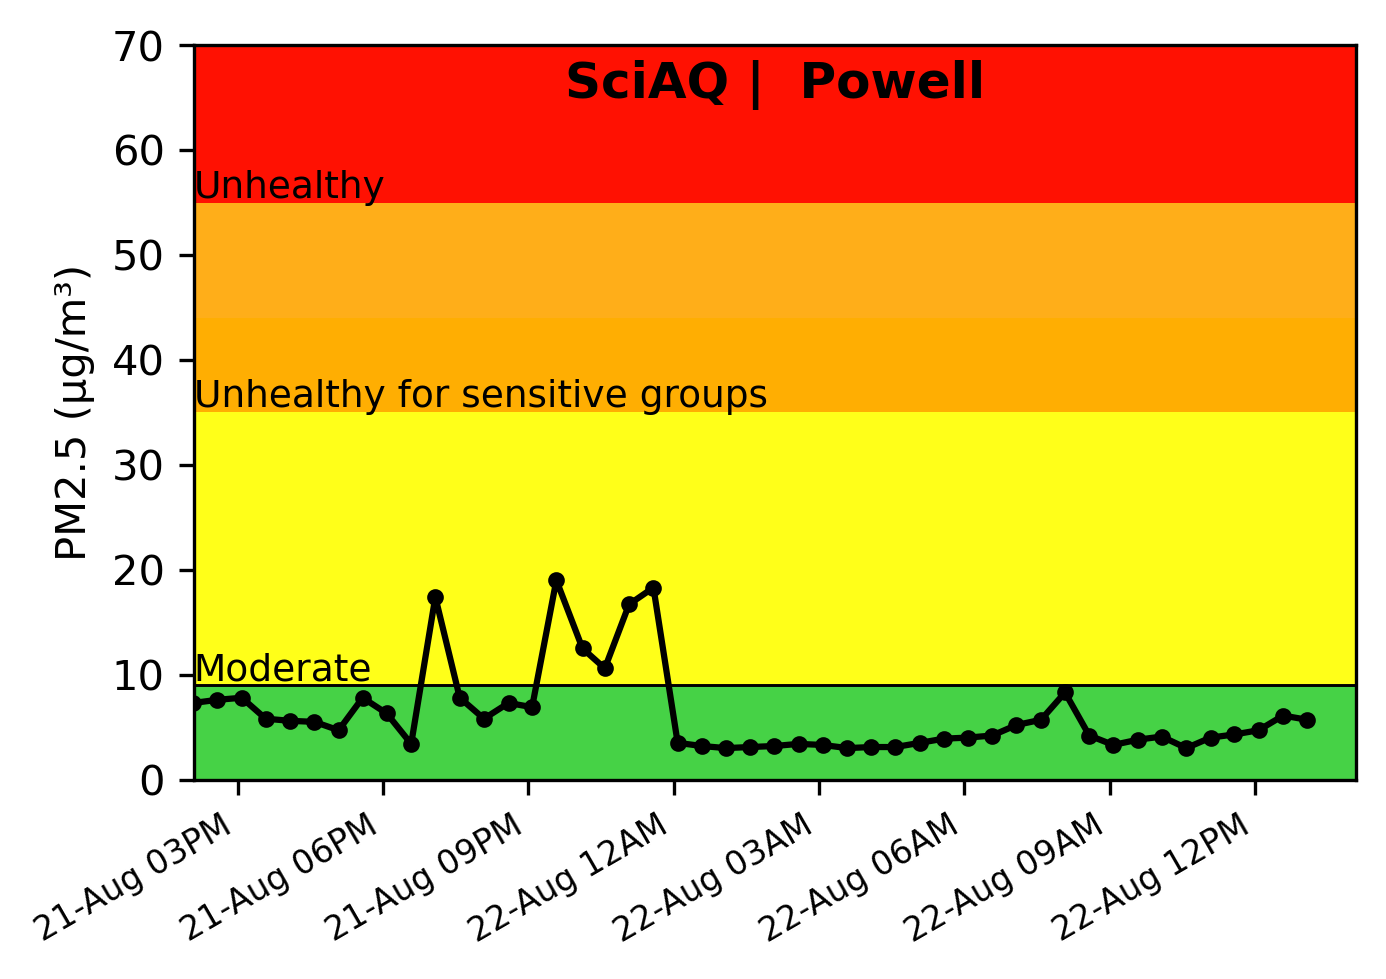 SciAQ | Powell
70
60
50
40
30
20
10
0
PM2.5 (µg/m³)
Unhealthy
Unhealthy for sensitive groups
Moderate
21-Aug 03PM
21-Aug 06PM
21-Aug 09PM
22-Aug 12AM
22-Aug 03AM
22-Aug 06AM
22-Aug 09AM
22-Aug 12PM